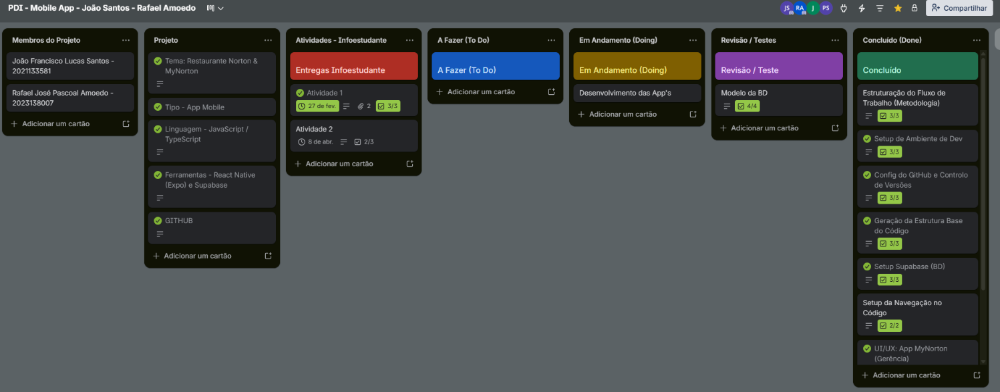 PDI - Mobile App - João Santos - Rafael Amoedo
JS
RA
J
PS
Compartilhar
Membros do Projeto
João Francisco Lucas Santos -
2021133581
Rafael José Pascoal Amoedo -
2023138007
Adicionar um cartão
Projeto
Tema: Restaurante Norton &
MyNorton
Tipo - App Mobile
Linguagem - JavaScript /
TypeScript
Ferramentas - React Native
(Expo) e Supabase
GITHUB
Adicionar um cartão
Atividades - Infoestudante
Entregas Infoestudante
Atividade 1
27 de fev. 2 3/3
Atividade 2
8 de abr. 2/3
Adicionar um cartão
A Fazer (To Do)
A Fazer (To Do)
Adicionar um cartão
Em Andamento (Doing)
Em Andamento (Doing)
Desenvolvimento das App's
Adicionar um cartão
Revisão / Testes
Revisão / Teste
Modelo da BD
4/4
Adicionar um cartão
Concluído (Done)
Concluído
Estruturação do Fluxo de
Trabalho (Metodologia)
3/3
Setup de Ambiente de Dev
3/3
Config do GitHub e Controlo
de Versões
3/3
Geração da Estrutura Base
do Código
3/3
Setup Supabase (BD)
3/3
Setup da Navegação no
Código
2/2
UI/UX: App MyNorton
(Gerência)
Adicionar um cartão